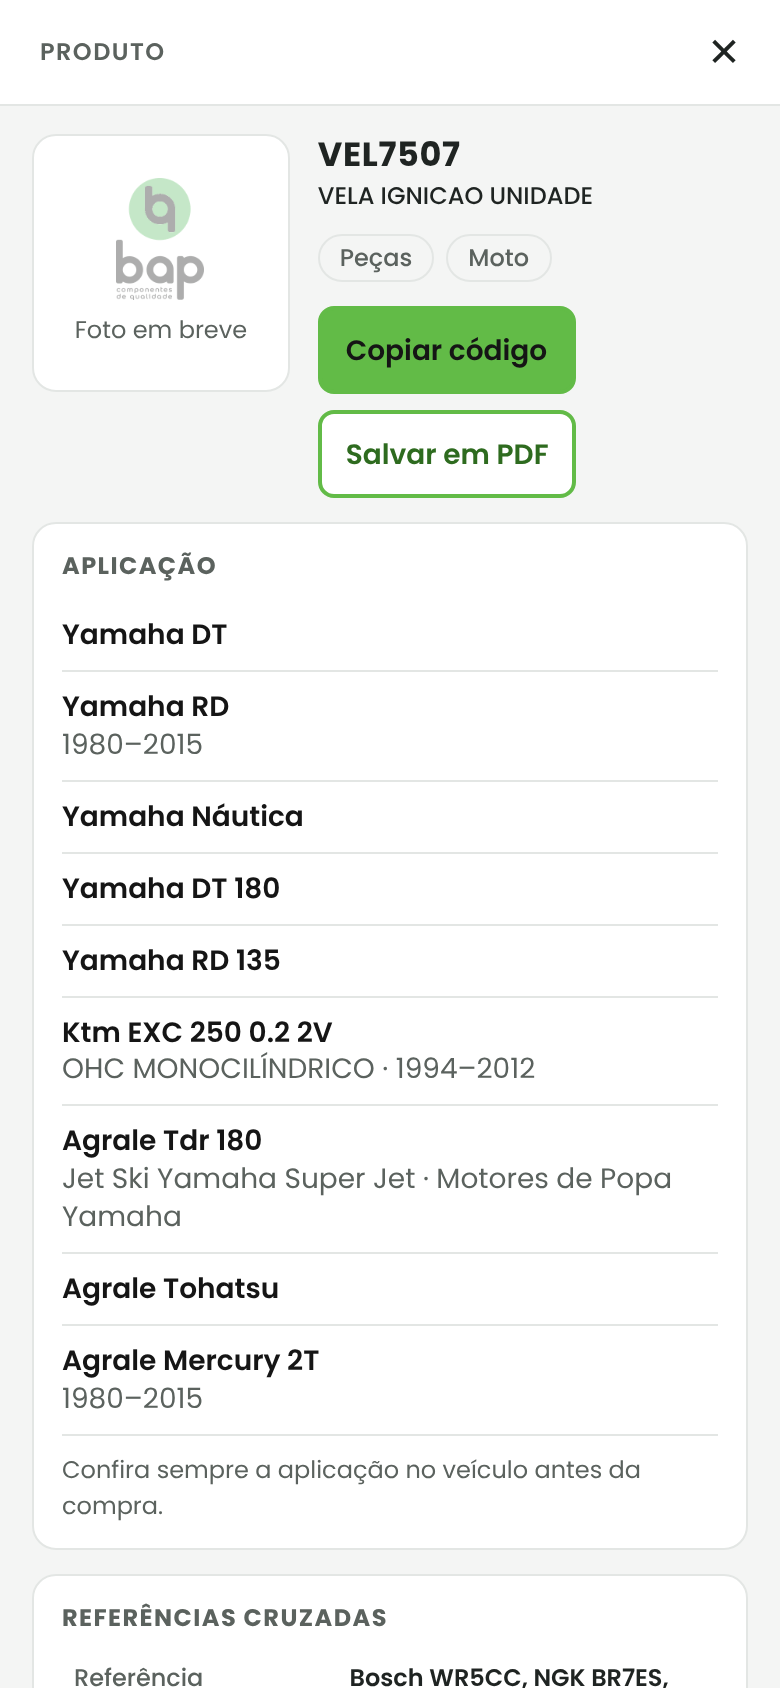 PRODUTO
bap
componentes
de qualidade
Foto em breve
VEL7507
VELA IGNICAO UNIDADE
Peças
Moto
Copiar código
Salvar em PDF
APLICAÇÃO
Yamaha DT
Yamaha RD
1980–2015
Yamaha Náutica
Yamaha DT 180
Yamaha RD 135
Ktm EXC 250 0.2 2V
OHC MONOCILÍNDRICO · 1994–2012
Agrale Tdr 180
Jet Ski Yamaha Super Jet · Motores de Popa
Yamaha
Agrale Tohatsu
Agrale Mercury 2T
1980–2015
Confira sempre a aplicação no veículo antes da
compra.
REFERÊNCIAS CRUZADAS
Referência
Bosch WR5CC, NGK BR7ES,